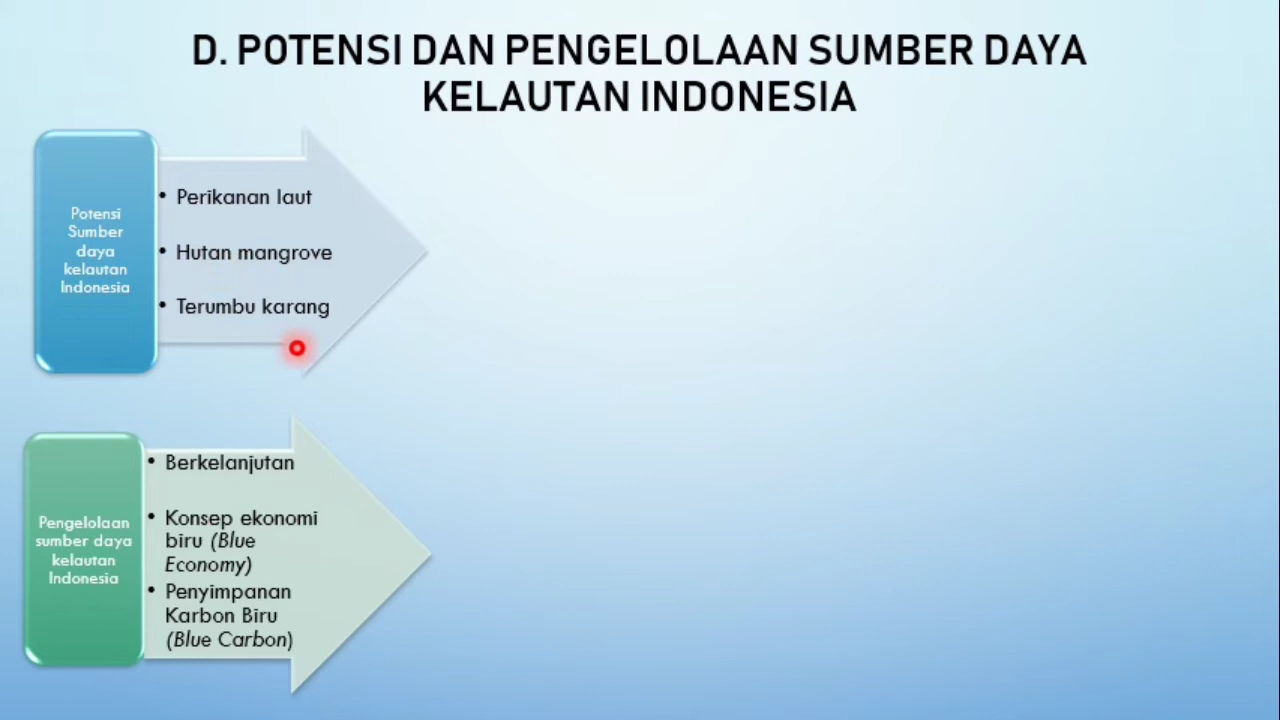 D. POTENSI DAN PENGELOLAAN SUMBER DAYA
KELAUTAN INDONESIA
Potensi
Sumber
daya
kelautan
Indonesia
• Perikanan laut
• Hutan mangrove
• Terumbu karang
Pengelolaan
sumber daya
kelautan
Indonesia
• Berkelanjutan
• Konsep ekonomi
biru (Blue
Economy)
• Penyimpanan
Karbon Biru
(Blue Carbon)